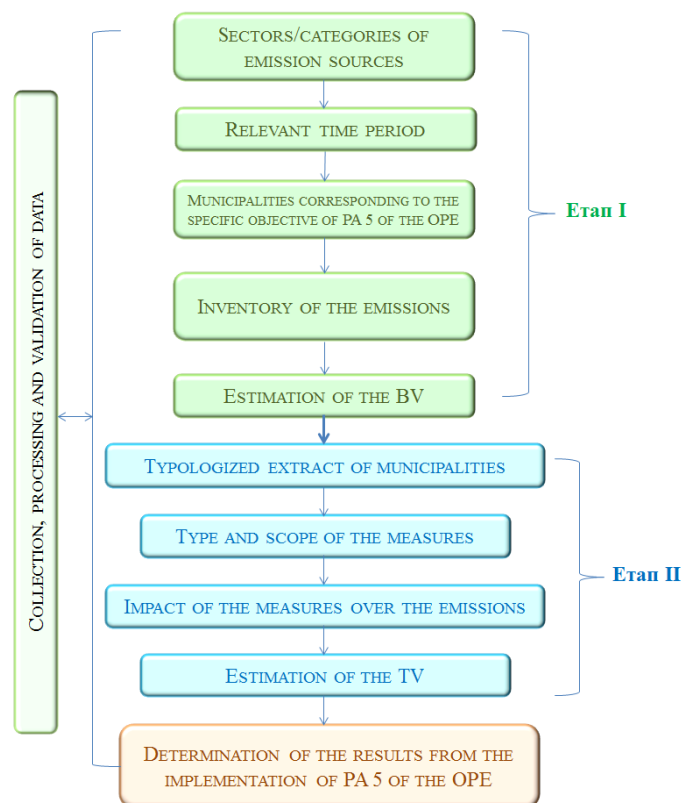 COLLECTION, PROCESSING AND VALIDATION OF DATA
SECTORS/CATEGORIES OF
EMISSION SOURCES
RELEVANT TIME PERIOD
MUNICIPALITIES CORRESPONDING TO THE
SPECIFIC OBJECTIVE OF PA 5 OF THE OPE
INVENTORY OF THE EMISSIONS
ESTIMATION OF THE BV
Етап I
TYPOLOGIZED EXTRACT OF MUNICIPALITIES
TYPE AND SCOPE OF THE MEASURES
IMPACT OF THE MEASURES OVER THE EMISSIONS
ESTIMATION OF THE TV
Етап II
DETERMINATION OF THE RESULTS FROM THE
IMPLEMENTATION OF PA 5 OF THE OPE